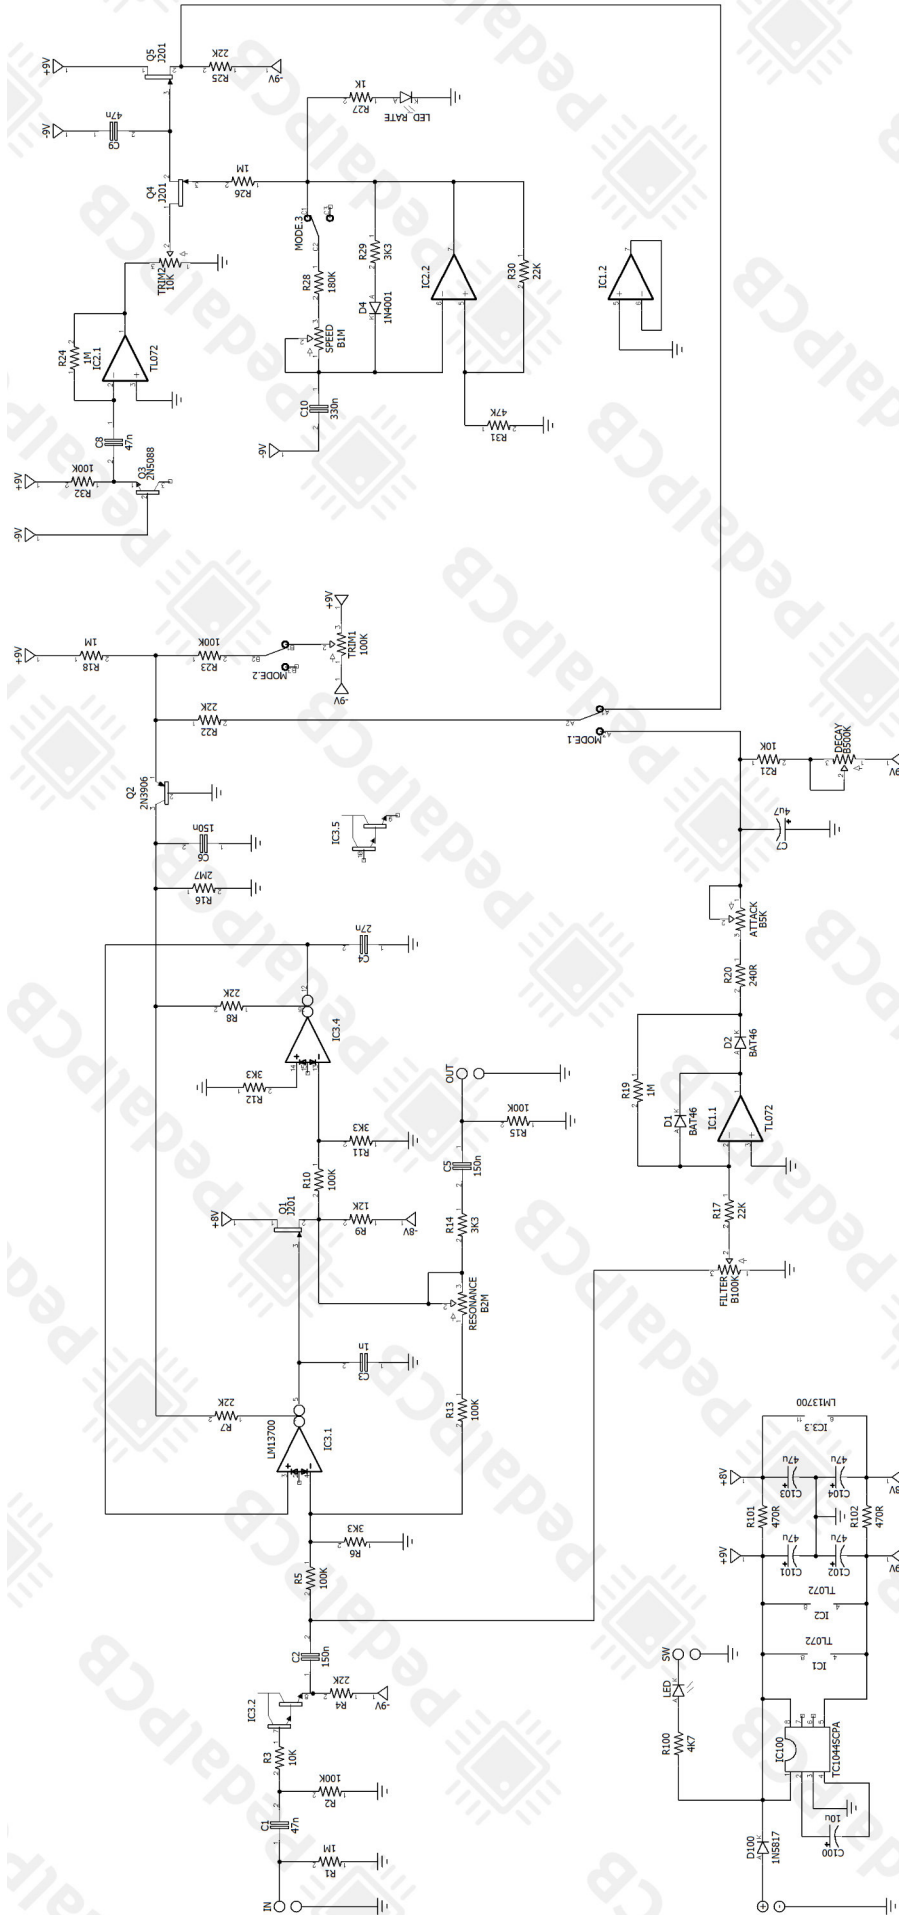 IN
R1
1M
C1
47n
R2
100K
R3
10K
IC3.2
R4
22K
-9V
C2
150n
R5
100K
R6
3K3
LM13700
IC3.1
R7
22K
C3
1n
Q1
J201
+8V
R9
12K
-8V
R10
100K
R11
3K3
R12
3K3
R8
22K
IC3.4
C4
27n
R13
100K
RESONANCE
B2M
R14
3K3
C5
150n
R15
100K
OUT
R16
2M7
C6
150n
IC3.5
Q2
2N3906
R18
1M
+9V
R22
22K
R23
100K
MODE.2
TRIM1
100K
+9V
-9V
MODE.1
FILTER
B100K
R17
22K
IC1.1
TL072
D1
BAT46
R19
1M
D2
BAT46
R20
240R
ATTACK
B5K
C7
4u7
R21
10K
DECAY
B500K
-9V
-9V
+9V
R32
100K
Q3
2N5088
C8
47n
R24
1M
IC2.1
TL072
TRIM2
10K
Q4
J201
C9
47n
-9V
+9V
Q5
J201
R25
22K
-9V
R26
1M
R27
1K
LED_RATE
MODE.3
R28
180K
SPEED
B1M
R29
3K3
D4
1N4001
C10
330n
-9V
IC2.2
R30
22K
R31
47K
IC1.2
D100
1N5817
R100
4K7
LED
SW
IC100
TC1044SCPA
C100
10u
IC1
TL072
IC2
TL072
+9V
C101
47u
C102
47u
-9V
R101
470R
R102
470R
+8V
C103
47u
C104
47u
-8V
IC3.3
LM13700
PedalPCB